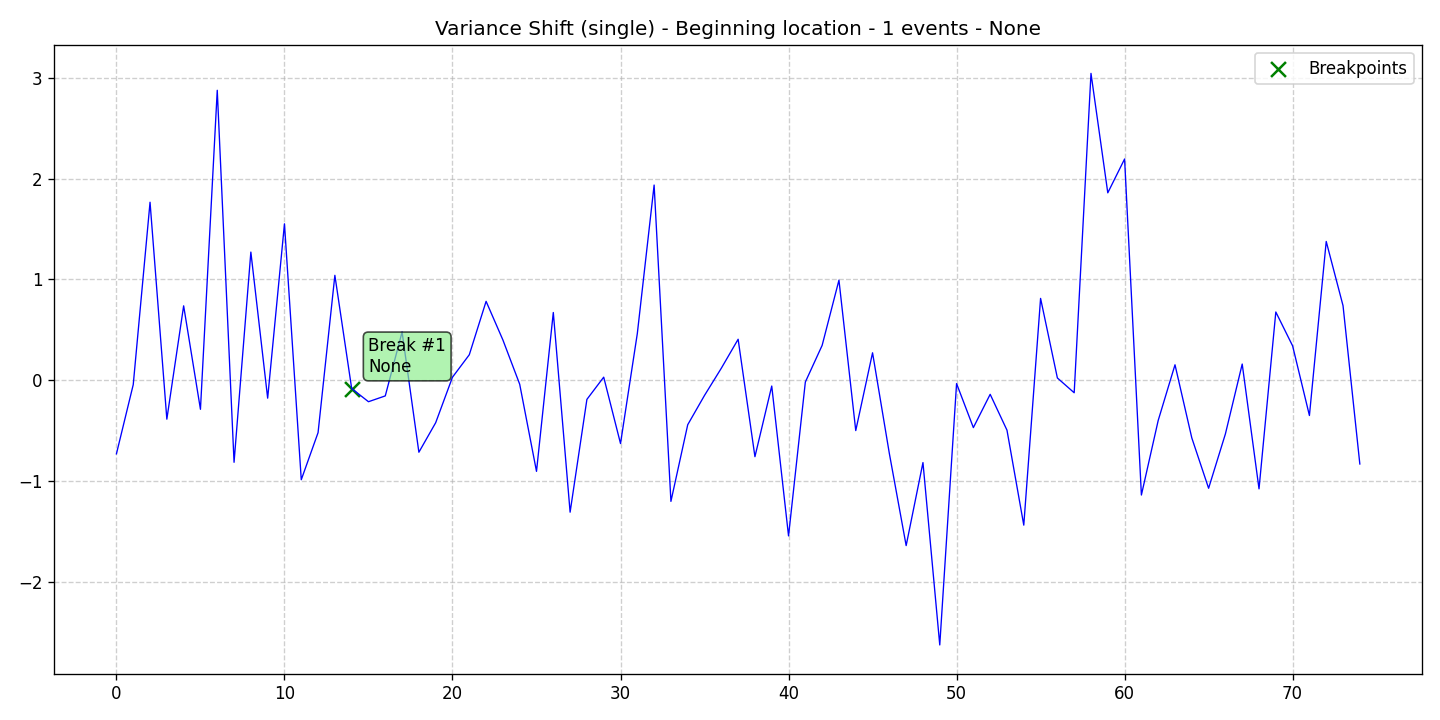 Variance Shift (single) - Beginning location - 1 events - None
Breakpoints
3
2
1
0
−1
−2
Break #1
None
0 10 20 30 40 50 60 70